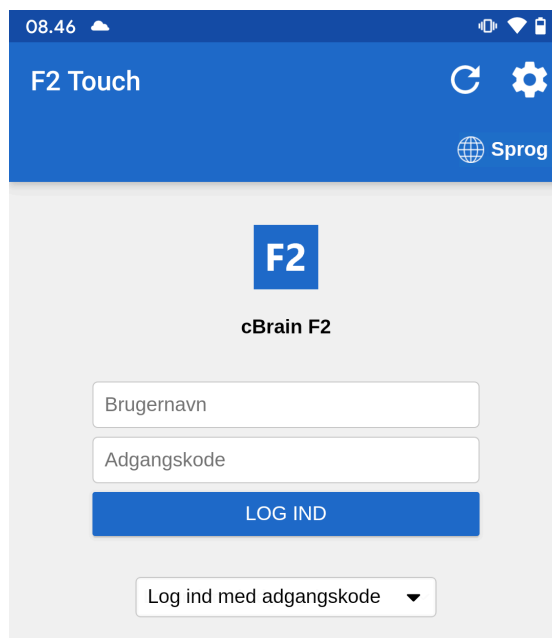 08.46
F2 Touch
Sprog
F2
cBrain F2
Brugernavn
Adgangskode
LOG IND
Log ind med adgangskode